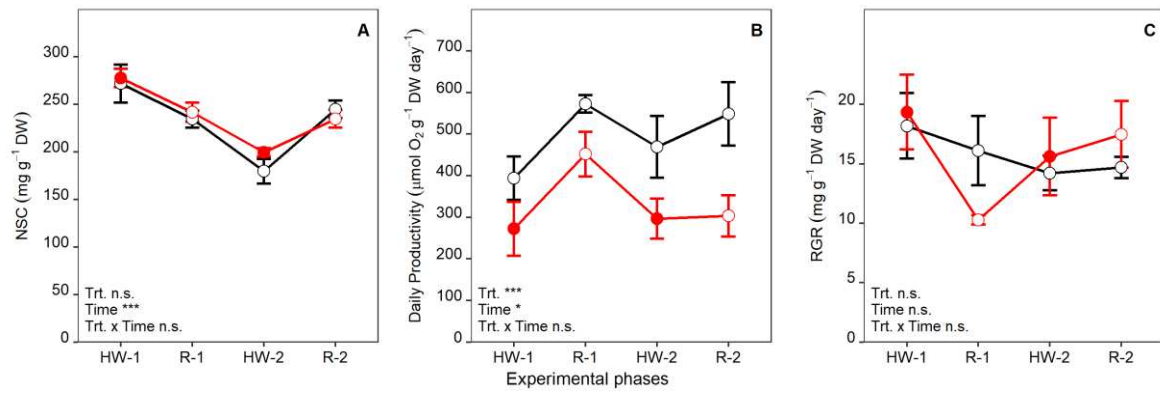 A
NSC (mg g⁻¹ DW)
300
250
200
150
100
50
0
Trt. n.s.
Time ***
Trt. x Time n.s.
HW-1 R-1 HW-2 R-2
B
Daily Productivity (μmol O₂ g⁻¹ DW day⁻¹)
700
600
500
400
300
200
100
0
Trt. ***
Time *
Trt. x Time n.s.
HW-1 R-1 HW-2 R-2
Experimental phases
C
RGR (mg g⁻¹ DW day⁻¹)
20
15
10
5
0
Trt. n.s.
Time n.s.
Trt. x Time n.s.
HW-1 R-1 HW-2 R-2